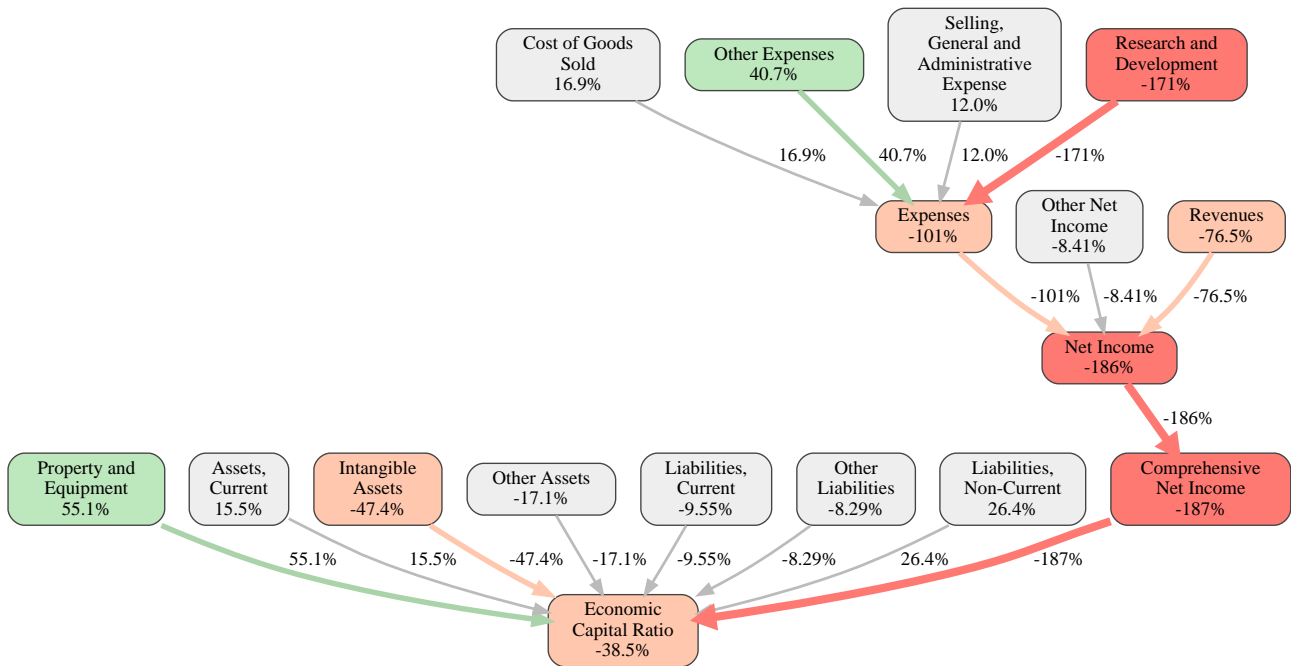 Cost of Goods
Sold
16.9%
Other Expenses
40.7%
Selling,
General and
Administrative
Expense
12.0%
Research and
Development
-171%
16.9%
40.7%
12.0%
-171%
Expenses
-101%
Other Net
Income
-8.41%
Revenues
-76.5%
-101%
-8.41%
-76.5%
Net Income
-186%
-186%
Property and
Equipment
55.1%
Assets,
Current
15.5%
Intangible
Assets
-47.4%
Other Assets
-17.1%
Liabilities,
Current
-9.55%
Other
Liabilities
-8.29%
Liabilities,
Non-Current
26.4%
Comprehensive
Net Income
-187%
55.1%
15.5%
-47.4%
-17.1%
-9.55%
-8.29%
26.4%
-187%
Economic
Capital Ratio
-38.5%